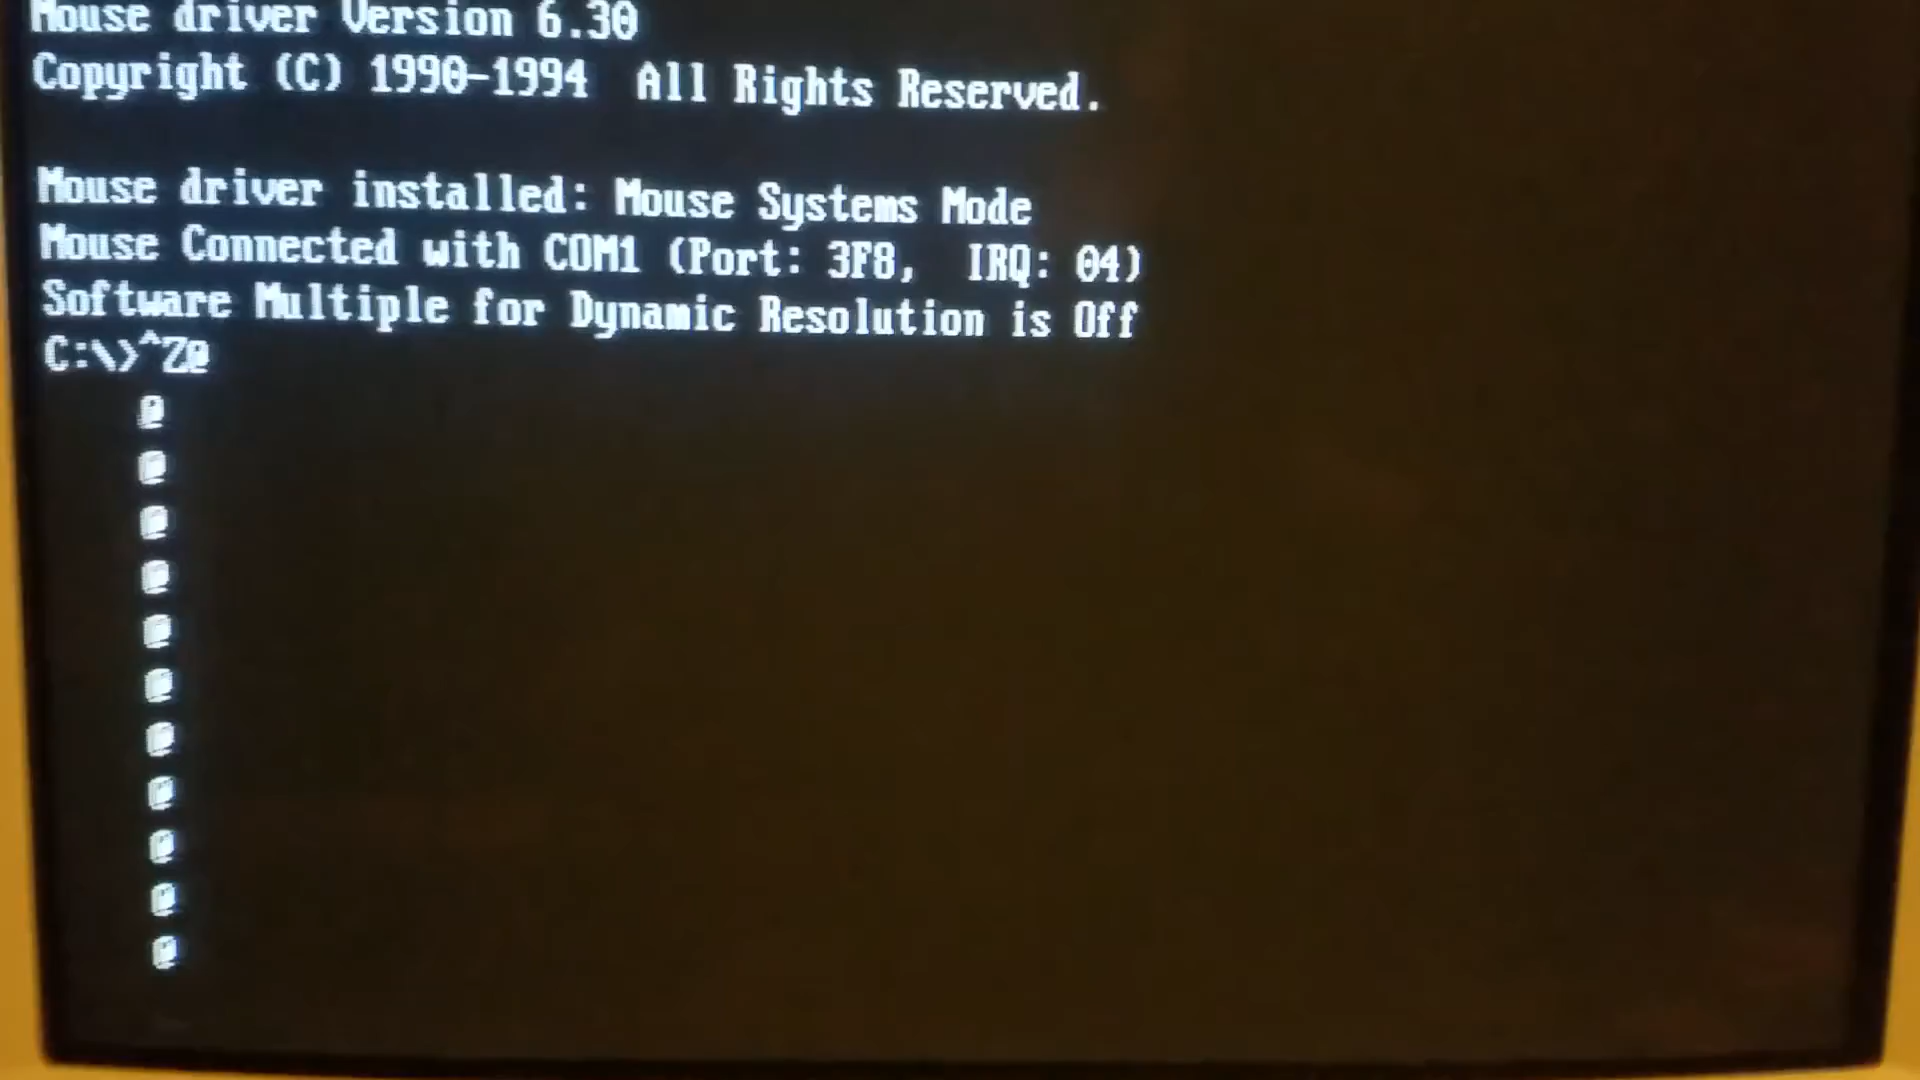 Mouse driver Version 6.30
Copyright (C) 1990-1994  All Rights Reserved.
Mouse driver installed: Mouse Systems Mode
Mouse Connected with COM1 (Port: 3F8,  IRQ: 04)
Software Multiple for Dynamic Resolution is Off
C:\>^Z@
@
@
@
@
@
@
@
@
@
@
@